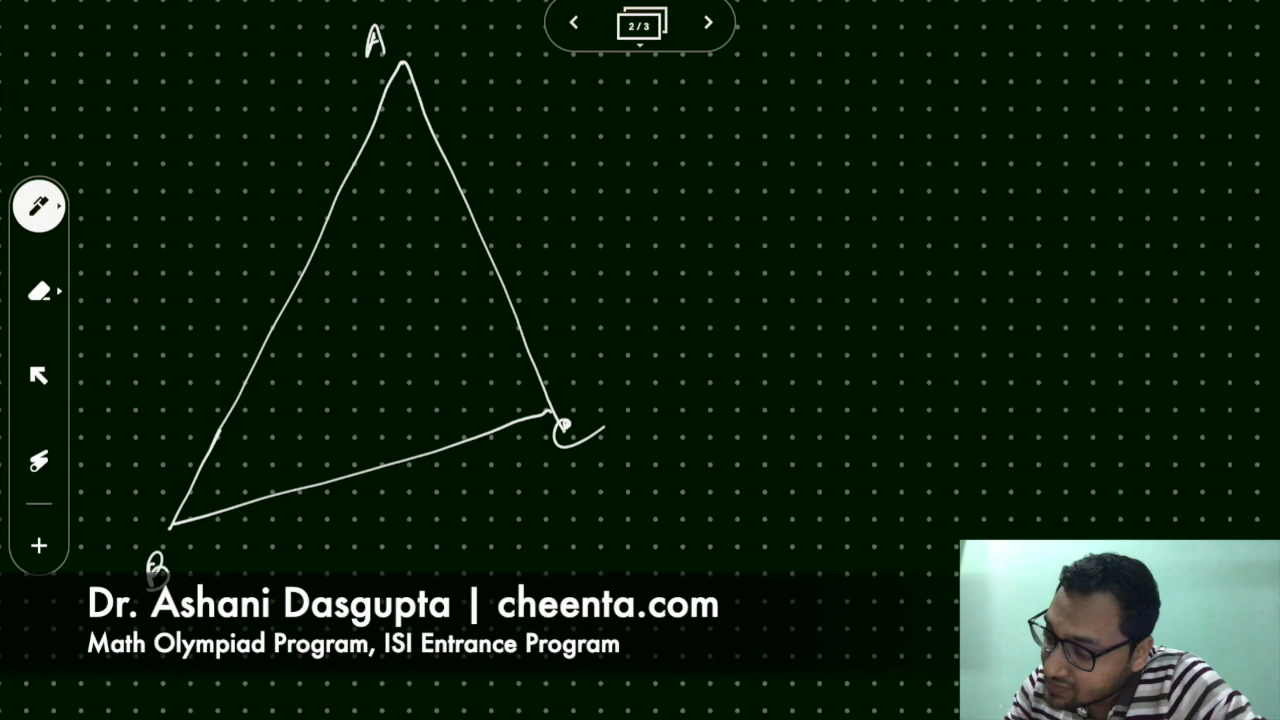 A
2/3
C
B
Dr. Ashani Dasgupta | cheenta.com
Math Olympiad Program, ISI Entrance Program